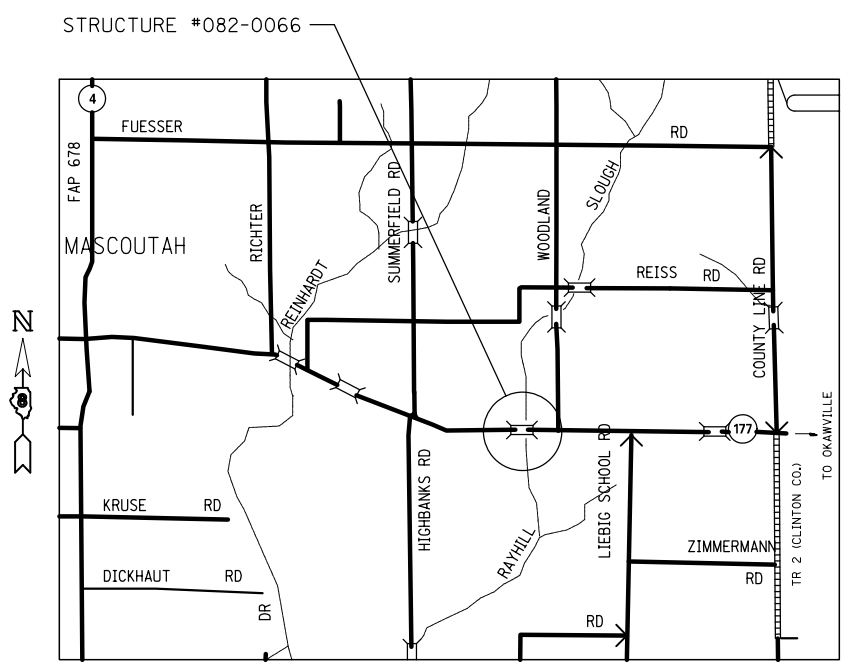 STRUCTURE #082-0066
4
FUESSER
RD
FAP 678
MASCOUTAH
RICHTER
SUMMERFIELD RD
WOODLAND
SLOUGH
REINHARDT
REISS RD
COUNTY LINE RD
N
8
177
TO OKAWVILLE
HIGHBANKS RD
LIEBIG SCHOOL RD
KRUSE RD
RAYHILL
ZIMMERMANN
RD
TR 2 (CLINTON CO.)
DICKHAUT RD
DR
RD